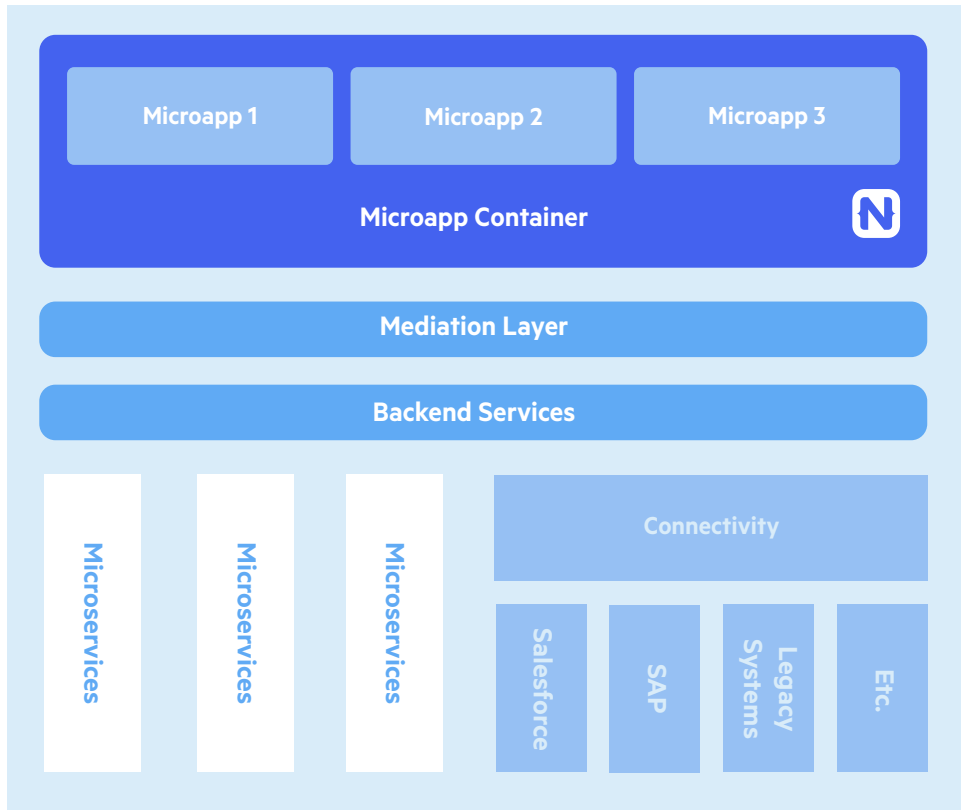 Microapp 1
Microapp 2
Microapp 3
Microapp Container
N
Mediation Layer
Backend Services
Microservices
Microservices
Microservices
Connectivity
Salesforce
SAP
Legacy
Systems
Etc.